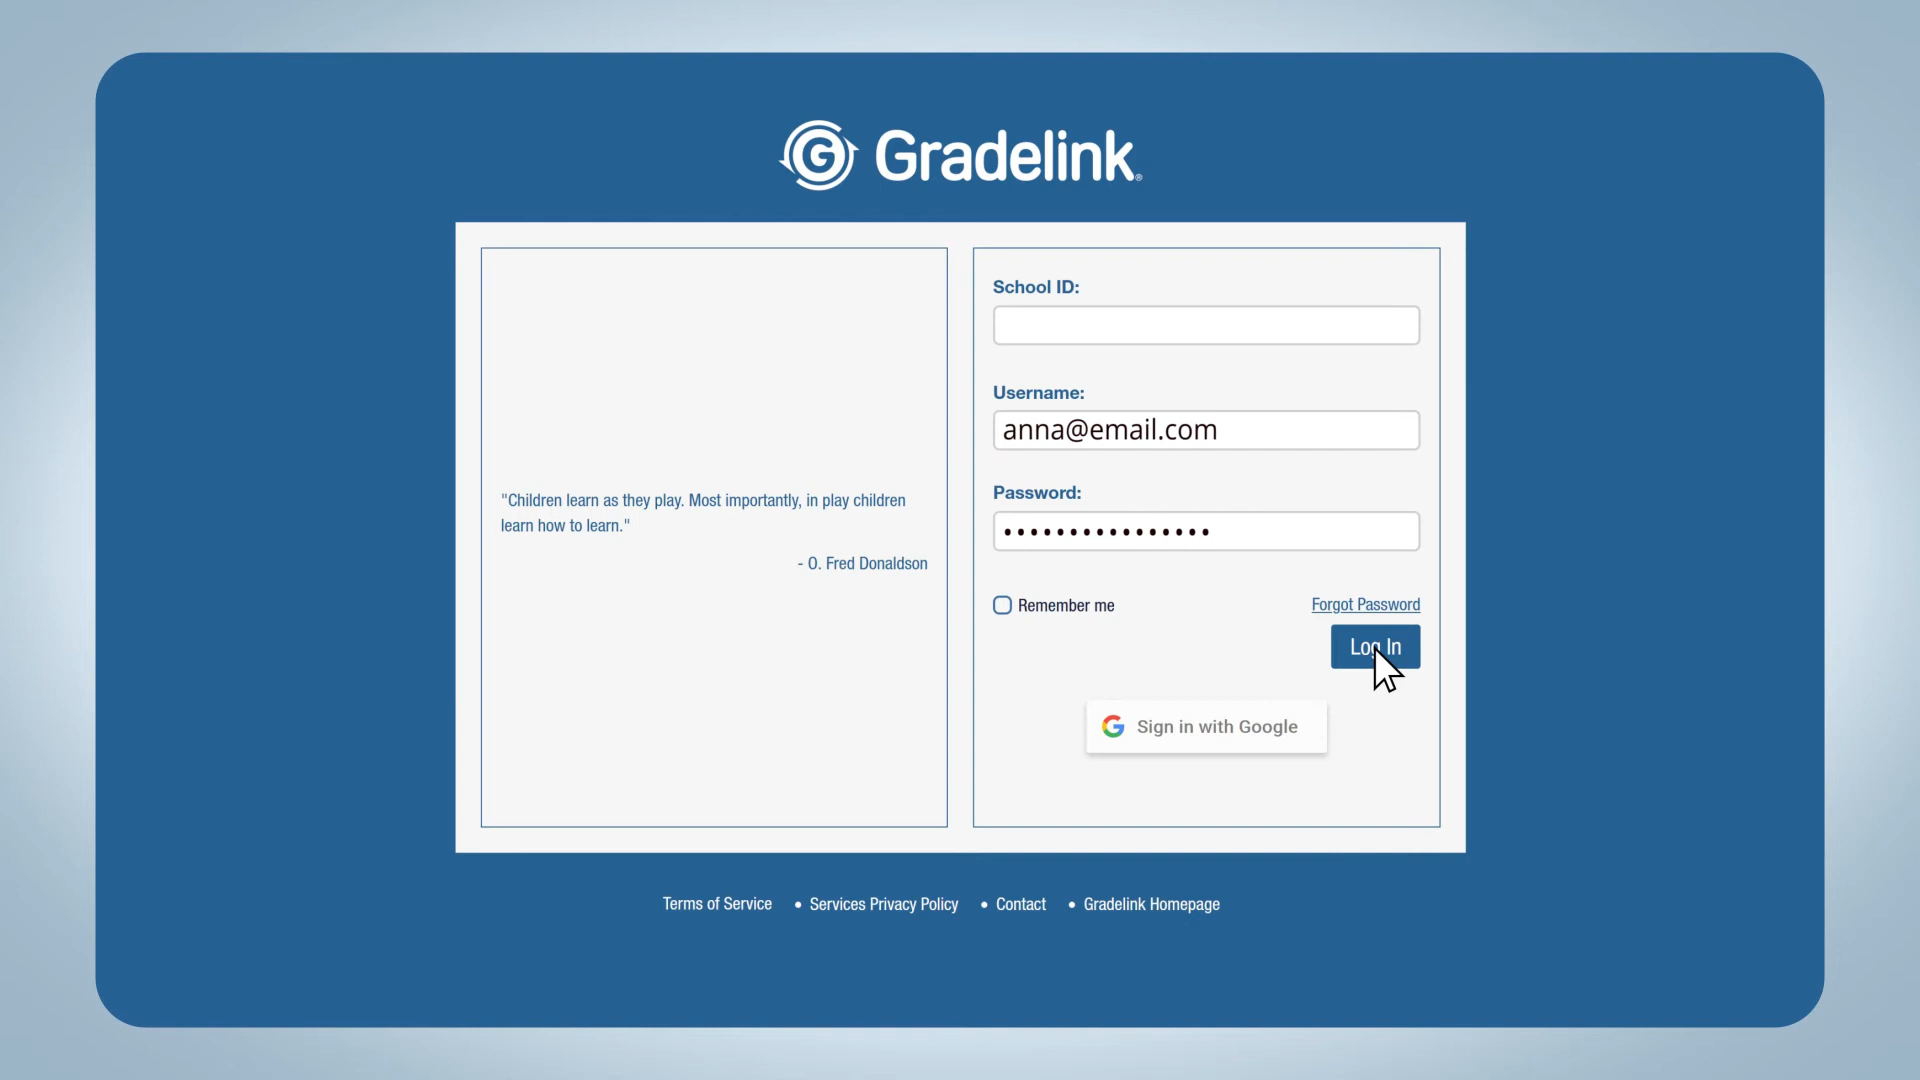 Gradelink®
"Children learn as they play. Most importantly, in play children
learn how to learn."
- O. Fred Donaldson
School ID:
Username:
anna@email.com
Password:
••••••••••••••••
Remember me
Forgot Password
Log In
Sign in with Google
Terms of Service • Services Privacy Policy • Contact • Gradelink Homepage